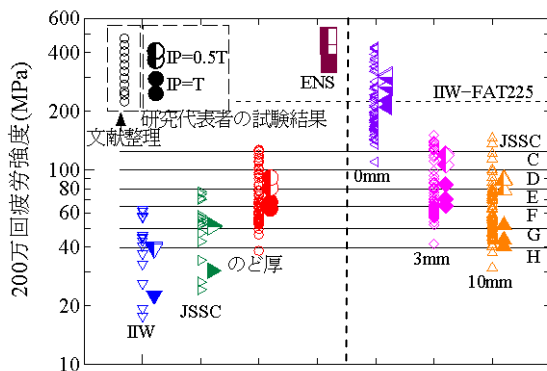 200万回疲労強度(MPa)
600
400
200
100
80
60
40
20
10
IP=0.5T
IP=T
文献整理
研究代表者の試験結果
ENS
IIW-FAT225
JSSC
C
D
E
F
G
H
0mm
3mm
10mm
のど厚
IIW
JSSC